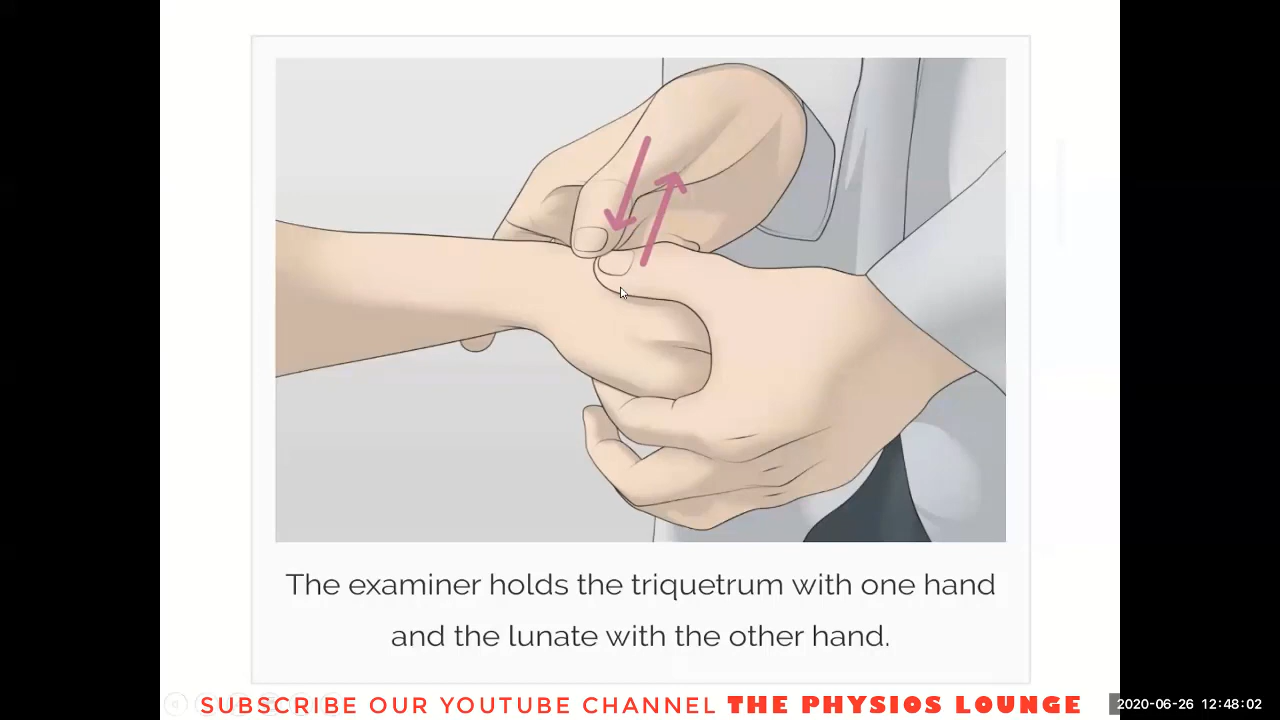 The examiner holds the triquetrum with one hand
and the lunate with the other hand.
SUBSCRIBE OUR YOUTUBE CHANNEL THE PHYSIOS LOUNGE
2020-06-26 12:48:02